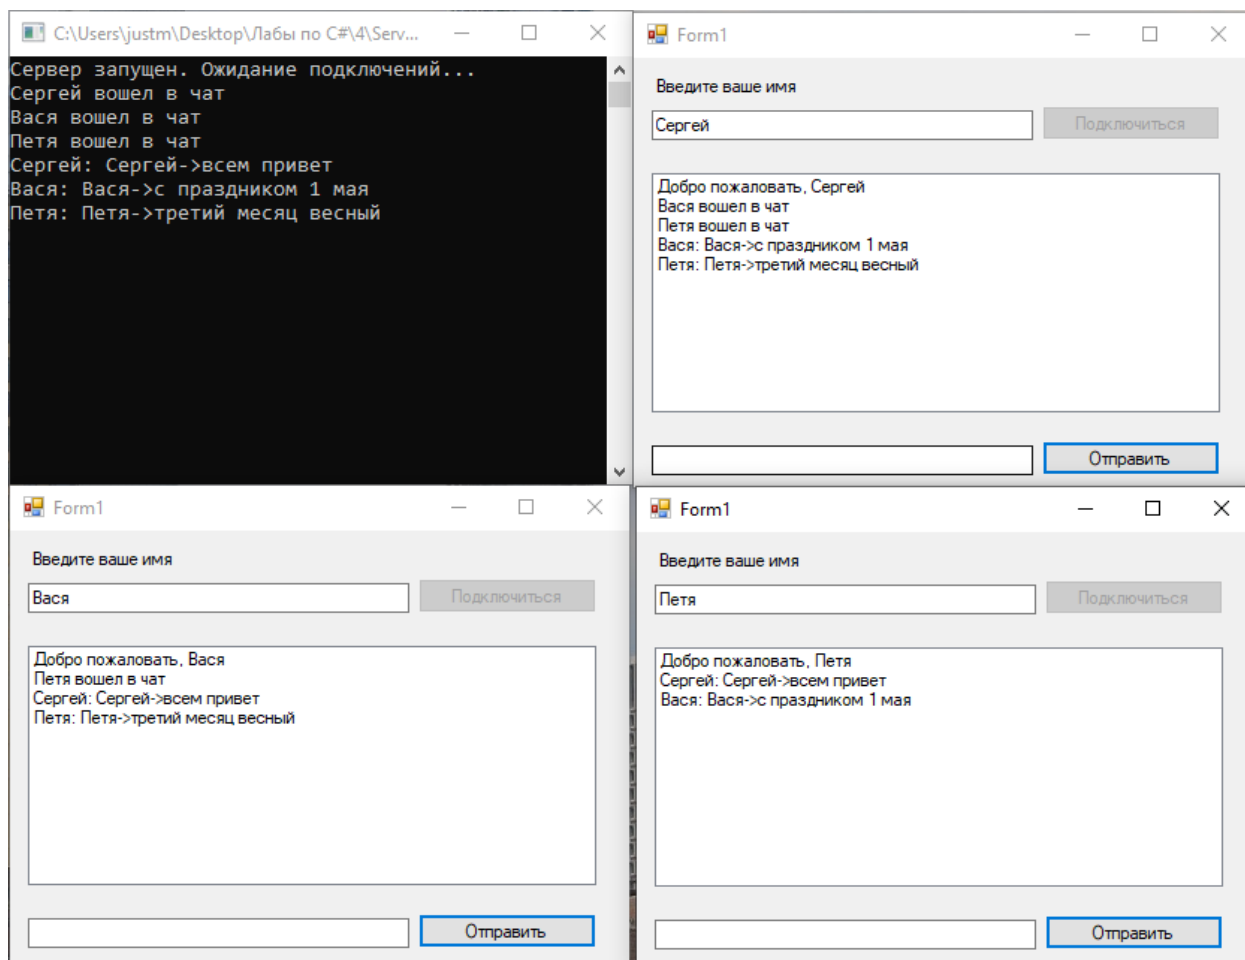 C:\Users\justm\Desktop\Лабы по C#\4\Serv...
Сервер запущен. Ожидание подключений...
Сергей вошел в чат
Вася вошел в чат
Петя вошел в чат
Сергей: Сергей->всем привет
Вася: Вася->с праздником 1 мая
Петя: Петя->третий месяц весный
Form1
Введите ваше имя
Сергей
Подключиться
Добро пожаловать, Сергей
Вася вошел в чат
Петя вошел в чат
Вася: Вася->с праздником 1 мая
Петя: Петя->третий месяц весный
Отправить
Form1
Введите ваше имя
Вася
Подключиться
Добро пожаловать, Вася
Петя вошел в чат
Сергей: Сергей->всем привет
Петя: Петя->третий месяц весный
Отправить
Form1
Введите ваше имя
Петя
Подключиться
Добро пожаловать, Петя
Сергей: Сергей->всем привет
Вася: Вася->с праздником 1 мая
Отправить